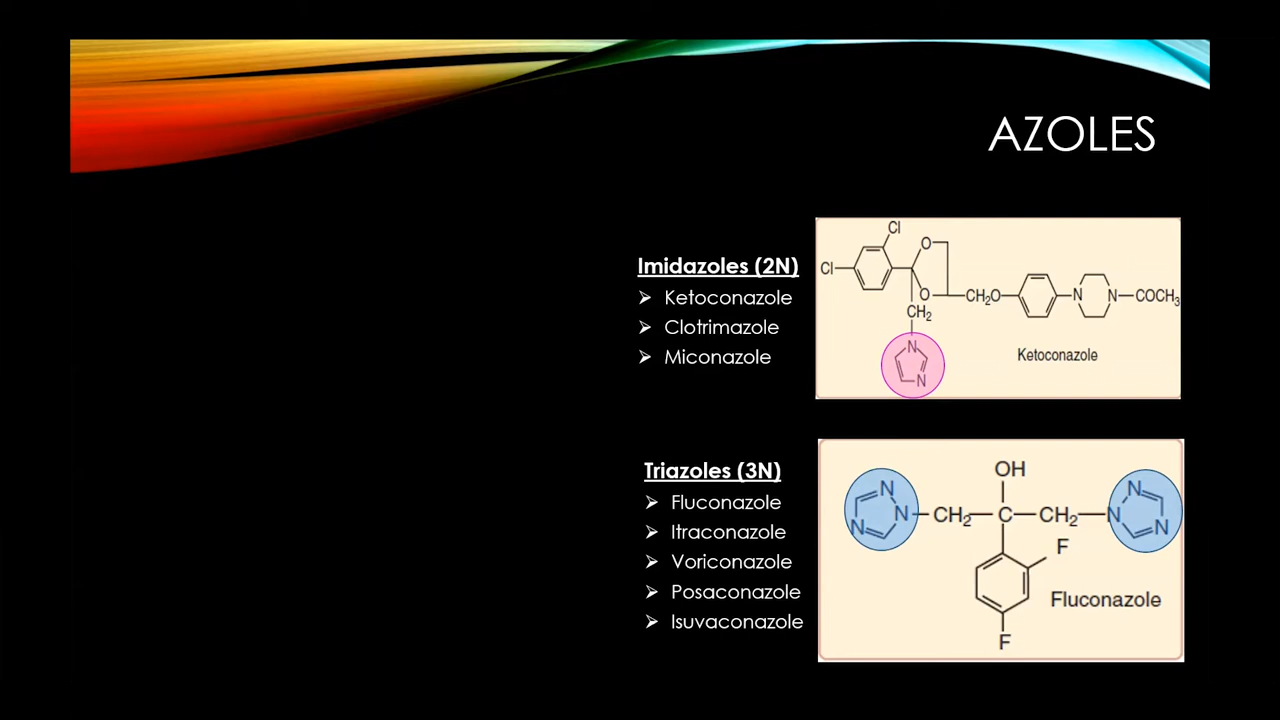 AZOLES
Imidazoles (2N)
➢ Ketoconazole
➢ Clotrimazole
➢ Miconazole
Cl
Cl
O
O
CH₂
CH₂O
N
N
COCH₃
N
N
Ketoconazole
Triazoles (3N)
➢ Fluconazole
➢ Itraconazole
➢ Voriconazole
➢ Posaconazole
➢ Isuvaconazole
OH
N
N
N
CH₂
C
CH₂
N
N
N
F
F
Fluconazole